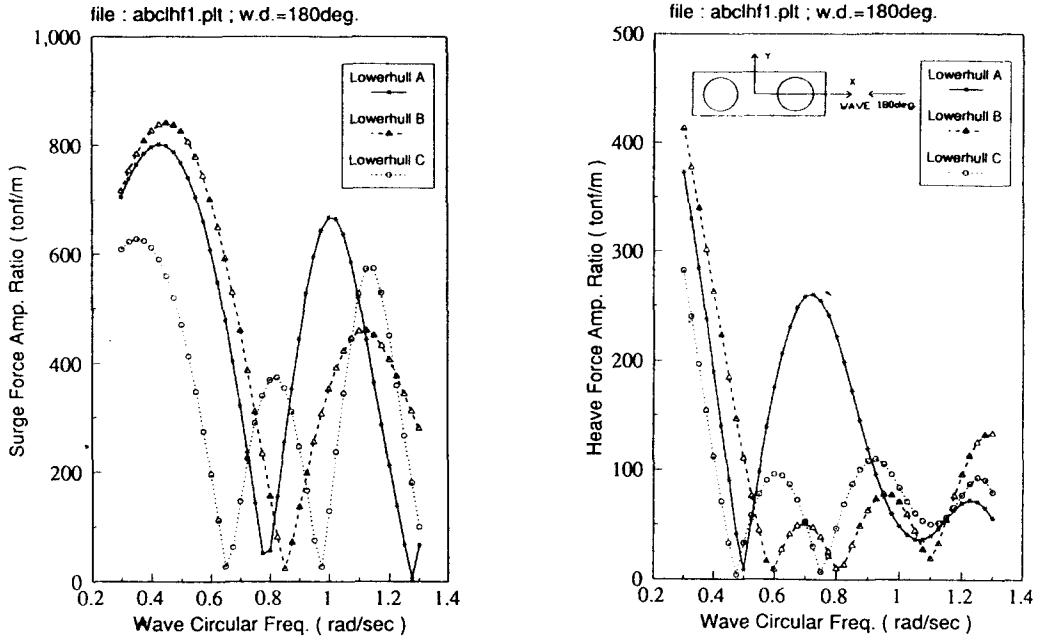 file : abclhf1.plt ; w.d.=180deg.
1,000
800
600
400
200
0
Surge Force Amp. Ratio ( tonf/m )
Lowerhull A
Lowerhull B
Lowerhull C
0.2 0.4 0.6 0.8 1 1.2 1.4
Wave Circular Freq. ( rad/sec )
file : abclhf1.plt ; w.d.=180deg.
500
400
300
200
100
0
Heave Force Amp. Ratio ( tonf/m )
Y
X
WAVE 180deg.
Lowerhull A
Lowerhull B
Lowerhull C
0.2 0.4 0.6 0.8 1 1.2 1.4
Wave Circular Freq. ( rad/sec )